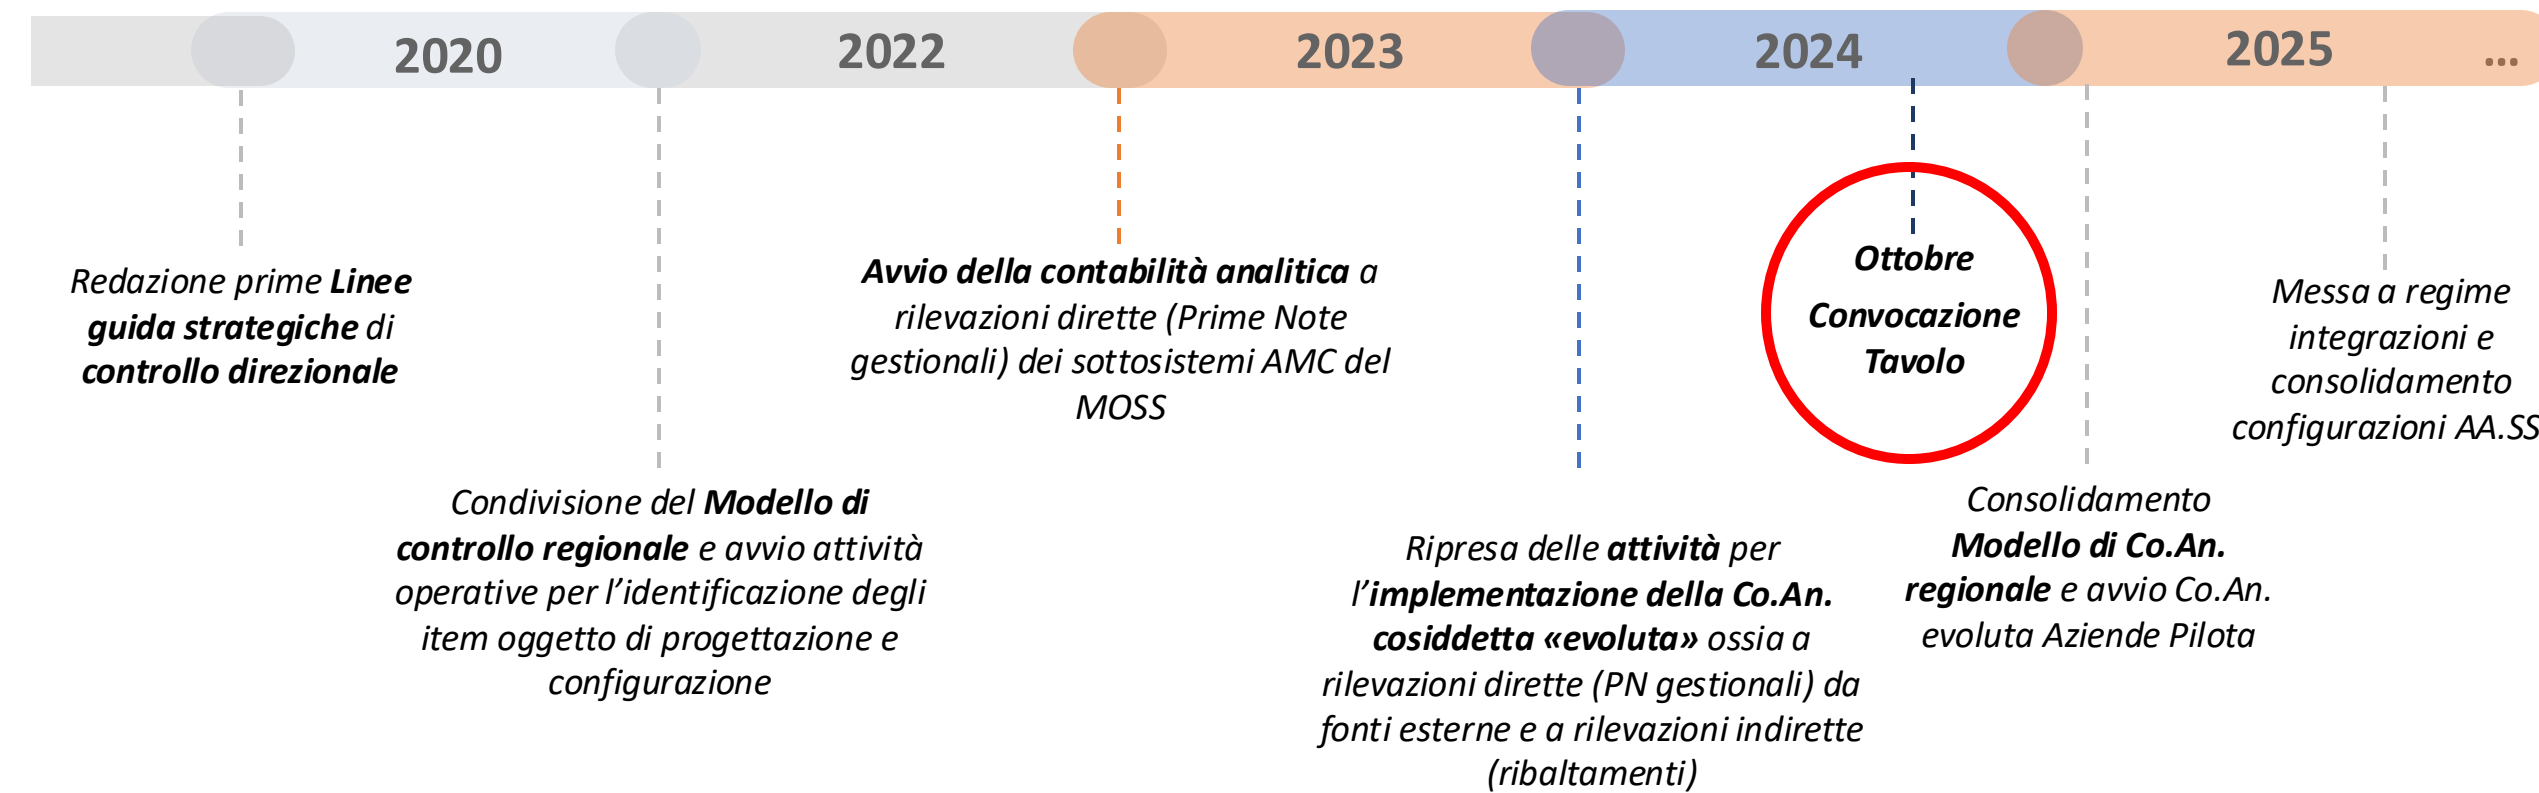 2020
2022
2023
2024
2025
...
Redazione prime Linee
guida strategiche di
controllo direzionale
Condivisione del Modello di
controllo regionale e avvio attività
operative per l’identificazione degli
item oggetto di progettazione e
configurazione
Avvio della contabilità analitica a
rilevazioni dirette (Prime Note
gestionali) dei sottosistemi AMC del
MOSS
Ripresa delle attività per
l’implementazione della Co.An.
cosiddetta «evoluta» ossia a
rilevazioni dirette (PN gestionali) da
fonti esterne e a rilevazioni indirette
(ribaltamenti)
Ottobre
Convocazione
Tavolo
Consolidamento
Modello di Co.An.
regionale e avvio Co.An.
evoluta Aziende Pilota
Messa a regime
integrazioni e
consolidamento
configurazioni AA.SS